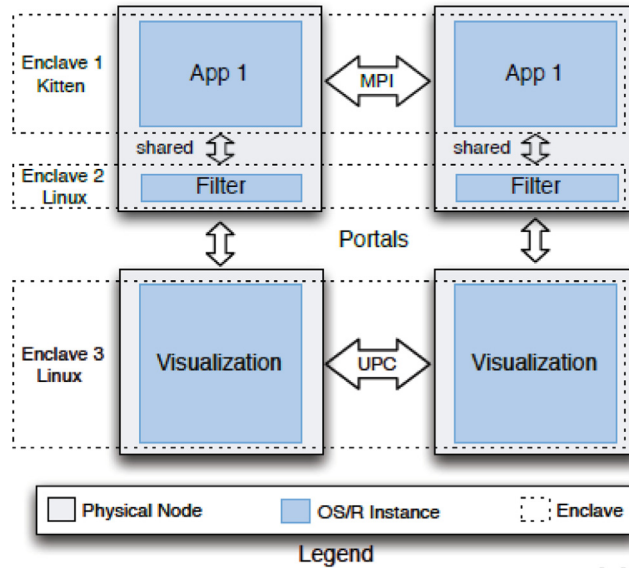 Enclave 1
Kitten
App 1
MPI
App 1
shared
shared
Enclave 2
Linux
Filter
Filter
Portals
Enclave 3
Linux
Visualization
UPC
Visualization
Physical Node
OS/R Instance
Enclave
Legend